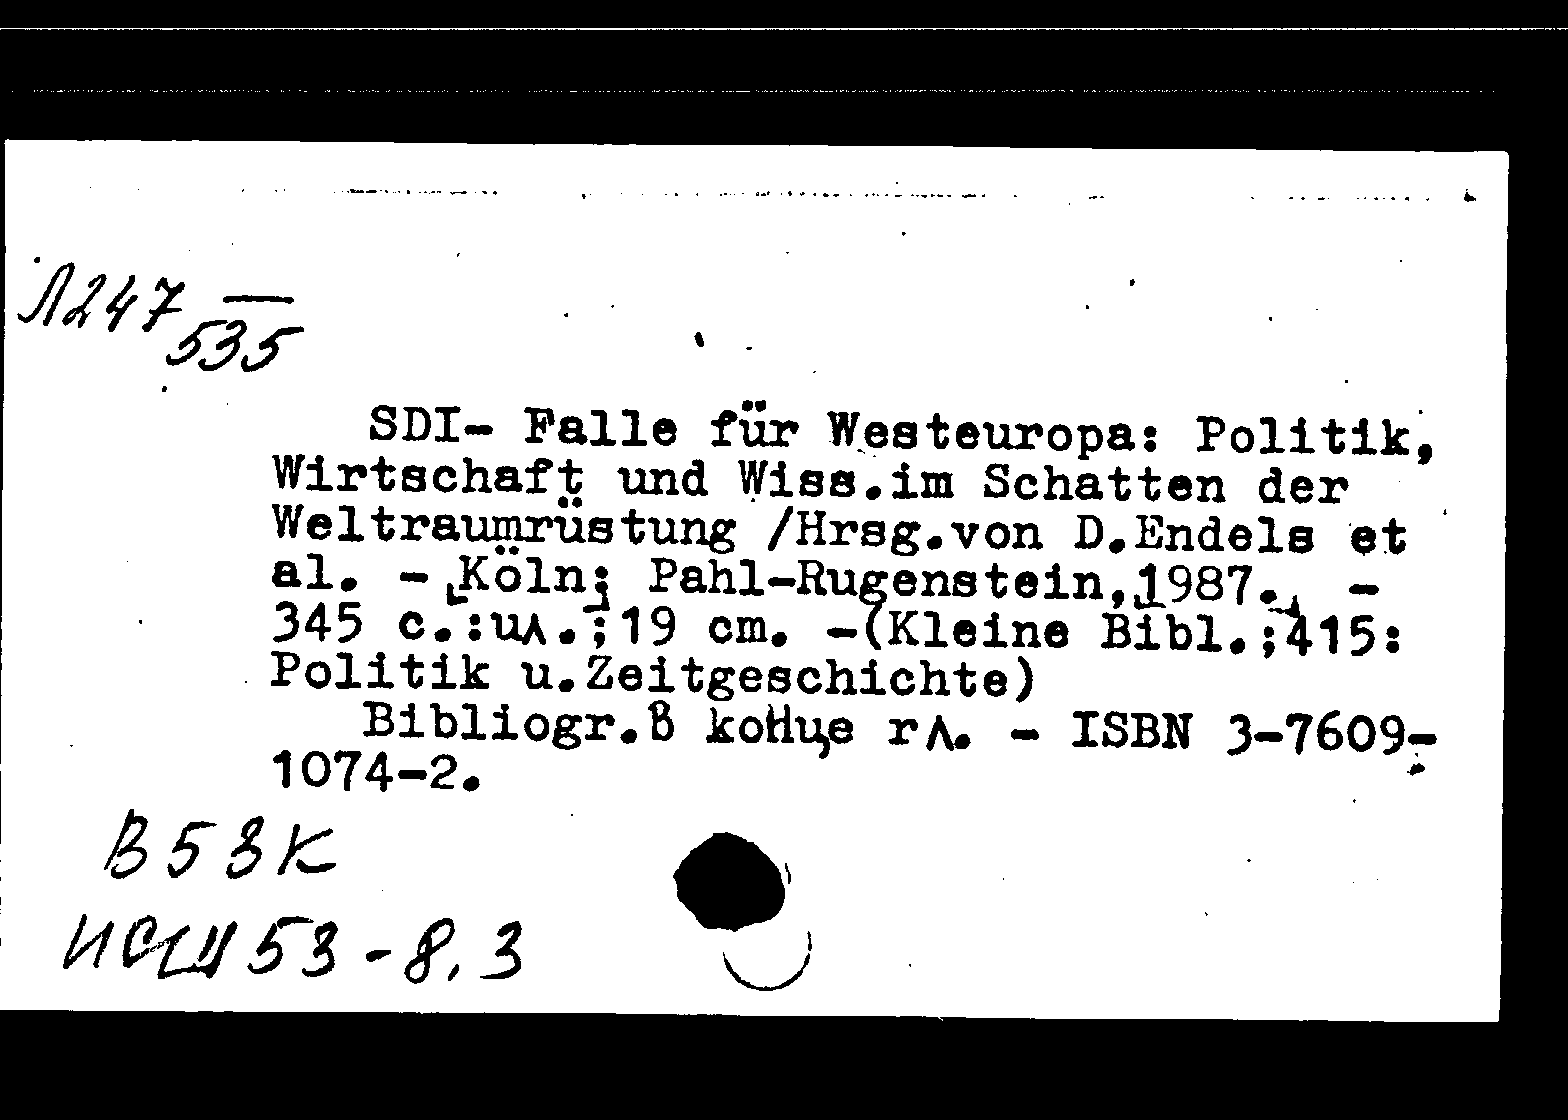 Л247 —
535
SDI- Falle für Westeuropa: Politik,
Wirtschaft und Wiss.im Schatten der
Weltraumrüstung /Hrsg.von D.Endels et
al. - Köln: Pahl-Rugenstein,1987. -
345 c.:ил.;19 cm. -(Kleine Bibl.;415:
Politik u.Zeitgeschichte)
Bibliogr.в конце гл. - ISBN 3-7609-
1074-2.
В53К
53-8.3